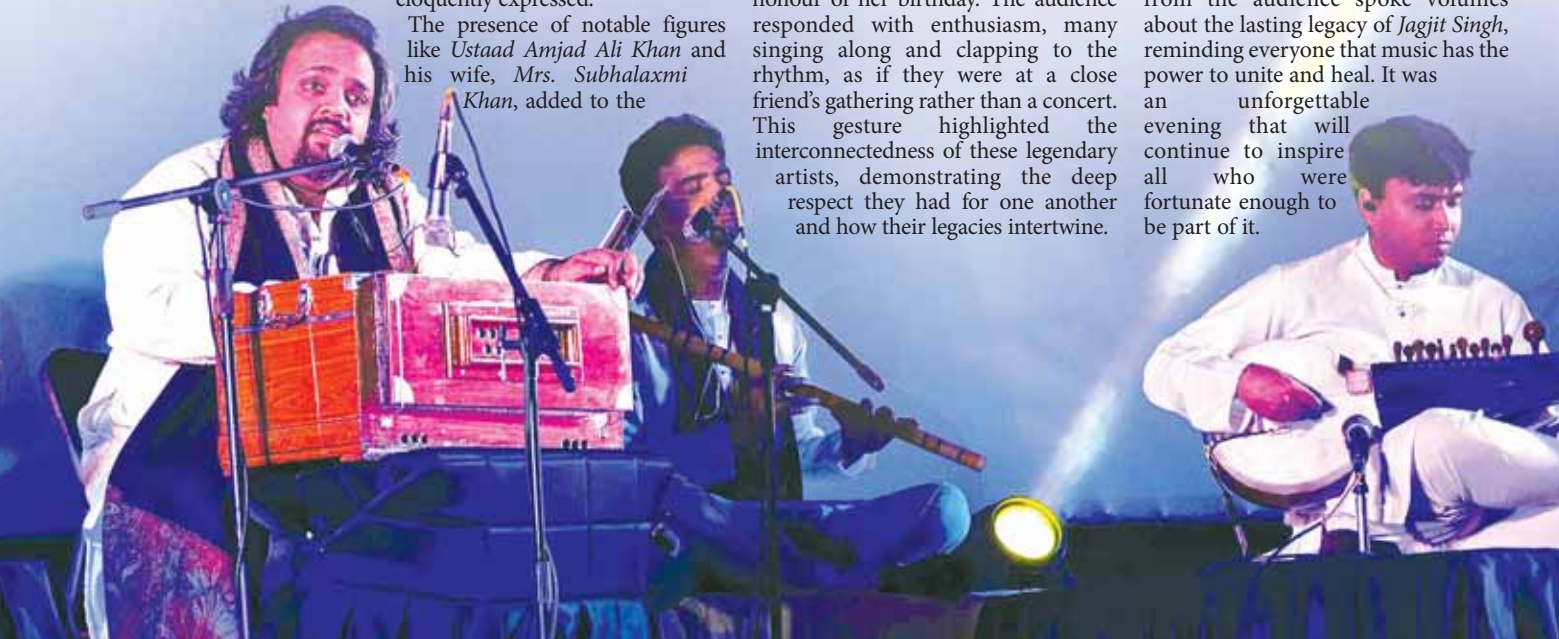 eloquently expressed.
The presence of notable figures
like Ustaad Amjad Ali Khan and
his wife, Mrs. Subhalaxmi
Khan, added to the
honour of her birthday. The audience
responded with enthusiasm, many
singing along and clapping to the
rhythm, as if they were at a close
friend's gathering rather than a concert.
This gesture highlighted the
interconnectedness of these legendary
artists, demonstrating the deep
respect they had for one another
and how their legacies intertwine.
from the audience spoke volumes
about the lasting legacy of Jagjit Singh,
reminding everyone that music has the
power to unite and heal. It was
an unforgettable
evening that will
continue to inspire
all who were
fortunate enough to
be part of it.